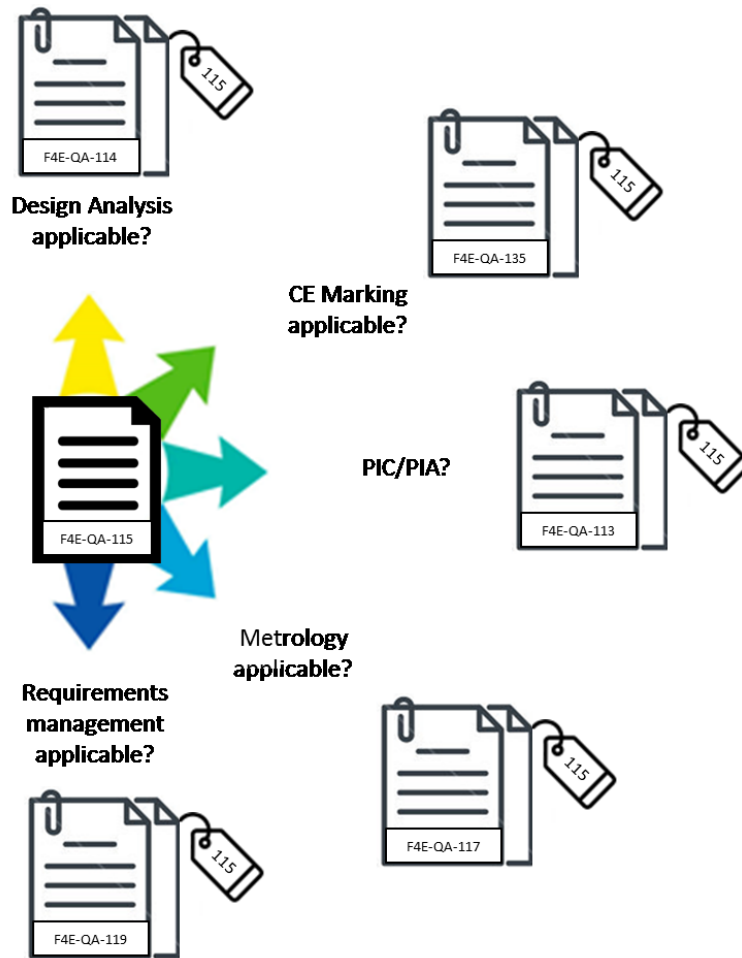 115
F4E-QA-114
Design Analysis
applicable?
115
F4E-QA-135
CE Marking
applicable?
115
F4E-QA-113
PIC/PIA?
F4E-QA-115
Metrology
applicable?
Requirements
management
applicable?
115
F4E-QA-117
115
F4E-QA-119